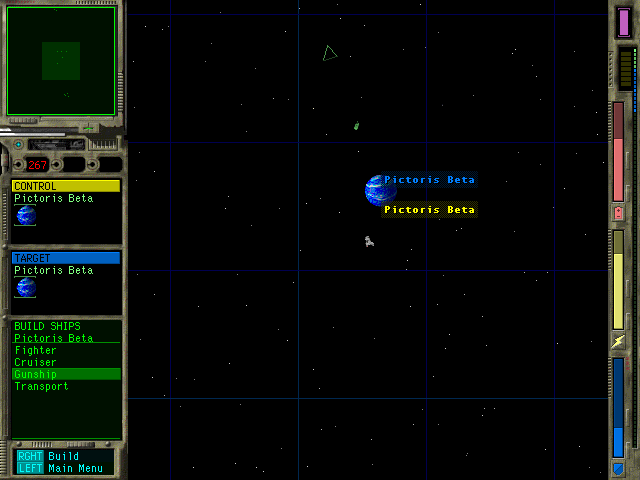 267
CONTROL
Pictoris Beta
TARGET
Pictoris Beta
BUILD SHIPS
Pictoris Beta
Fighter
Cruiser
Gunship
Transport
RGHT Build
LEFT Main Menu
Pictoris Beta
Pictoris Beta